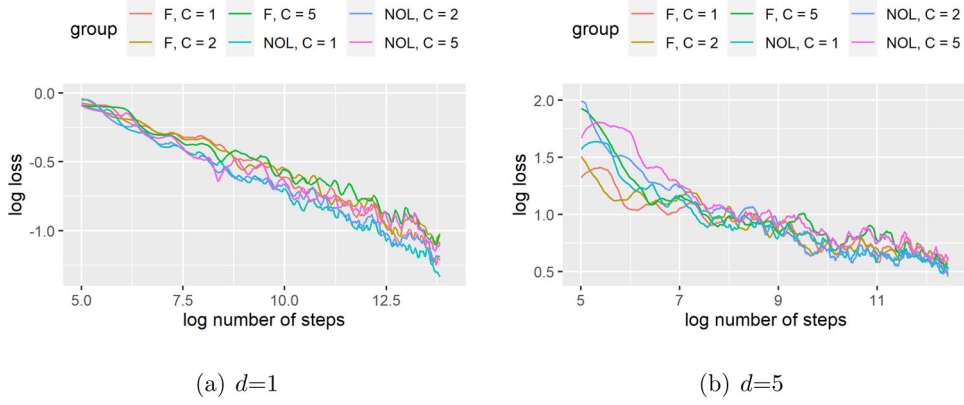 group F, C = 1 F, C = 5 NOL, C = 2
F, C = 2 NOL, C = 1 NOL, C = 5
0.0
-0.5
-1.0
log loss
5.0 7.5 10.0 12.5
log number of steps
(a) d=1
group F, C = 1 F, C = 5 NOL, C = 2
F, C = 2 NOL, C = 1 NOL, C = 5
2.0
1.5
1.0
0.5
log loss
5 7 9 11
log number of steps
(b) d=5